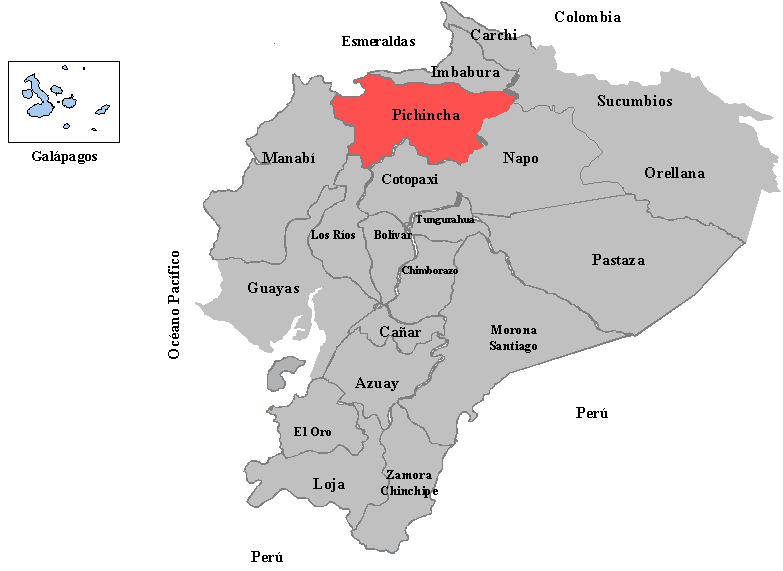 Colombia
Carchi
Esmeraldas
Imbabura
Sucumbios
Pichincha
Galápagos
Manabí
Napo
Orellana
Cotopaxi
Tungurahua
Los Ríos
Bolívar
Pastaza
Chimborazo
Guayas
Océano Pacífico
Cañar
Morona
Santiago
Azuay
Perú
El Oro
Zamora
Chinchipe
Loja
Perú